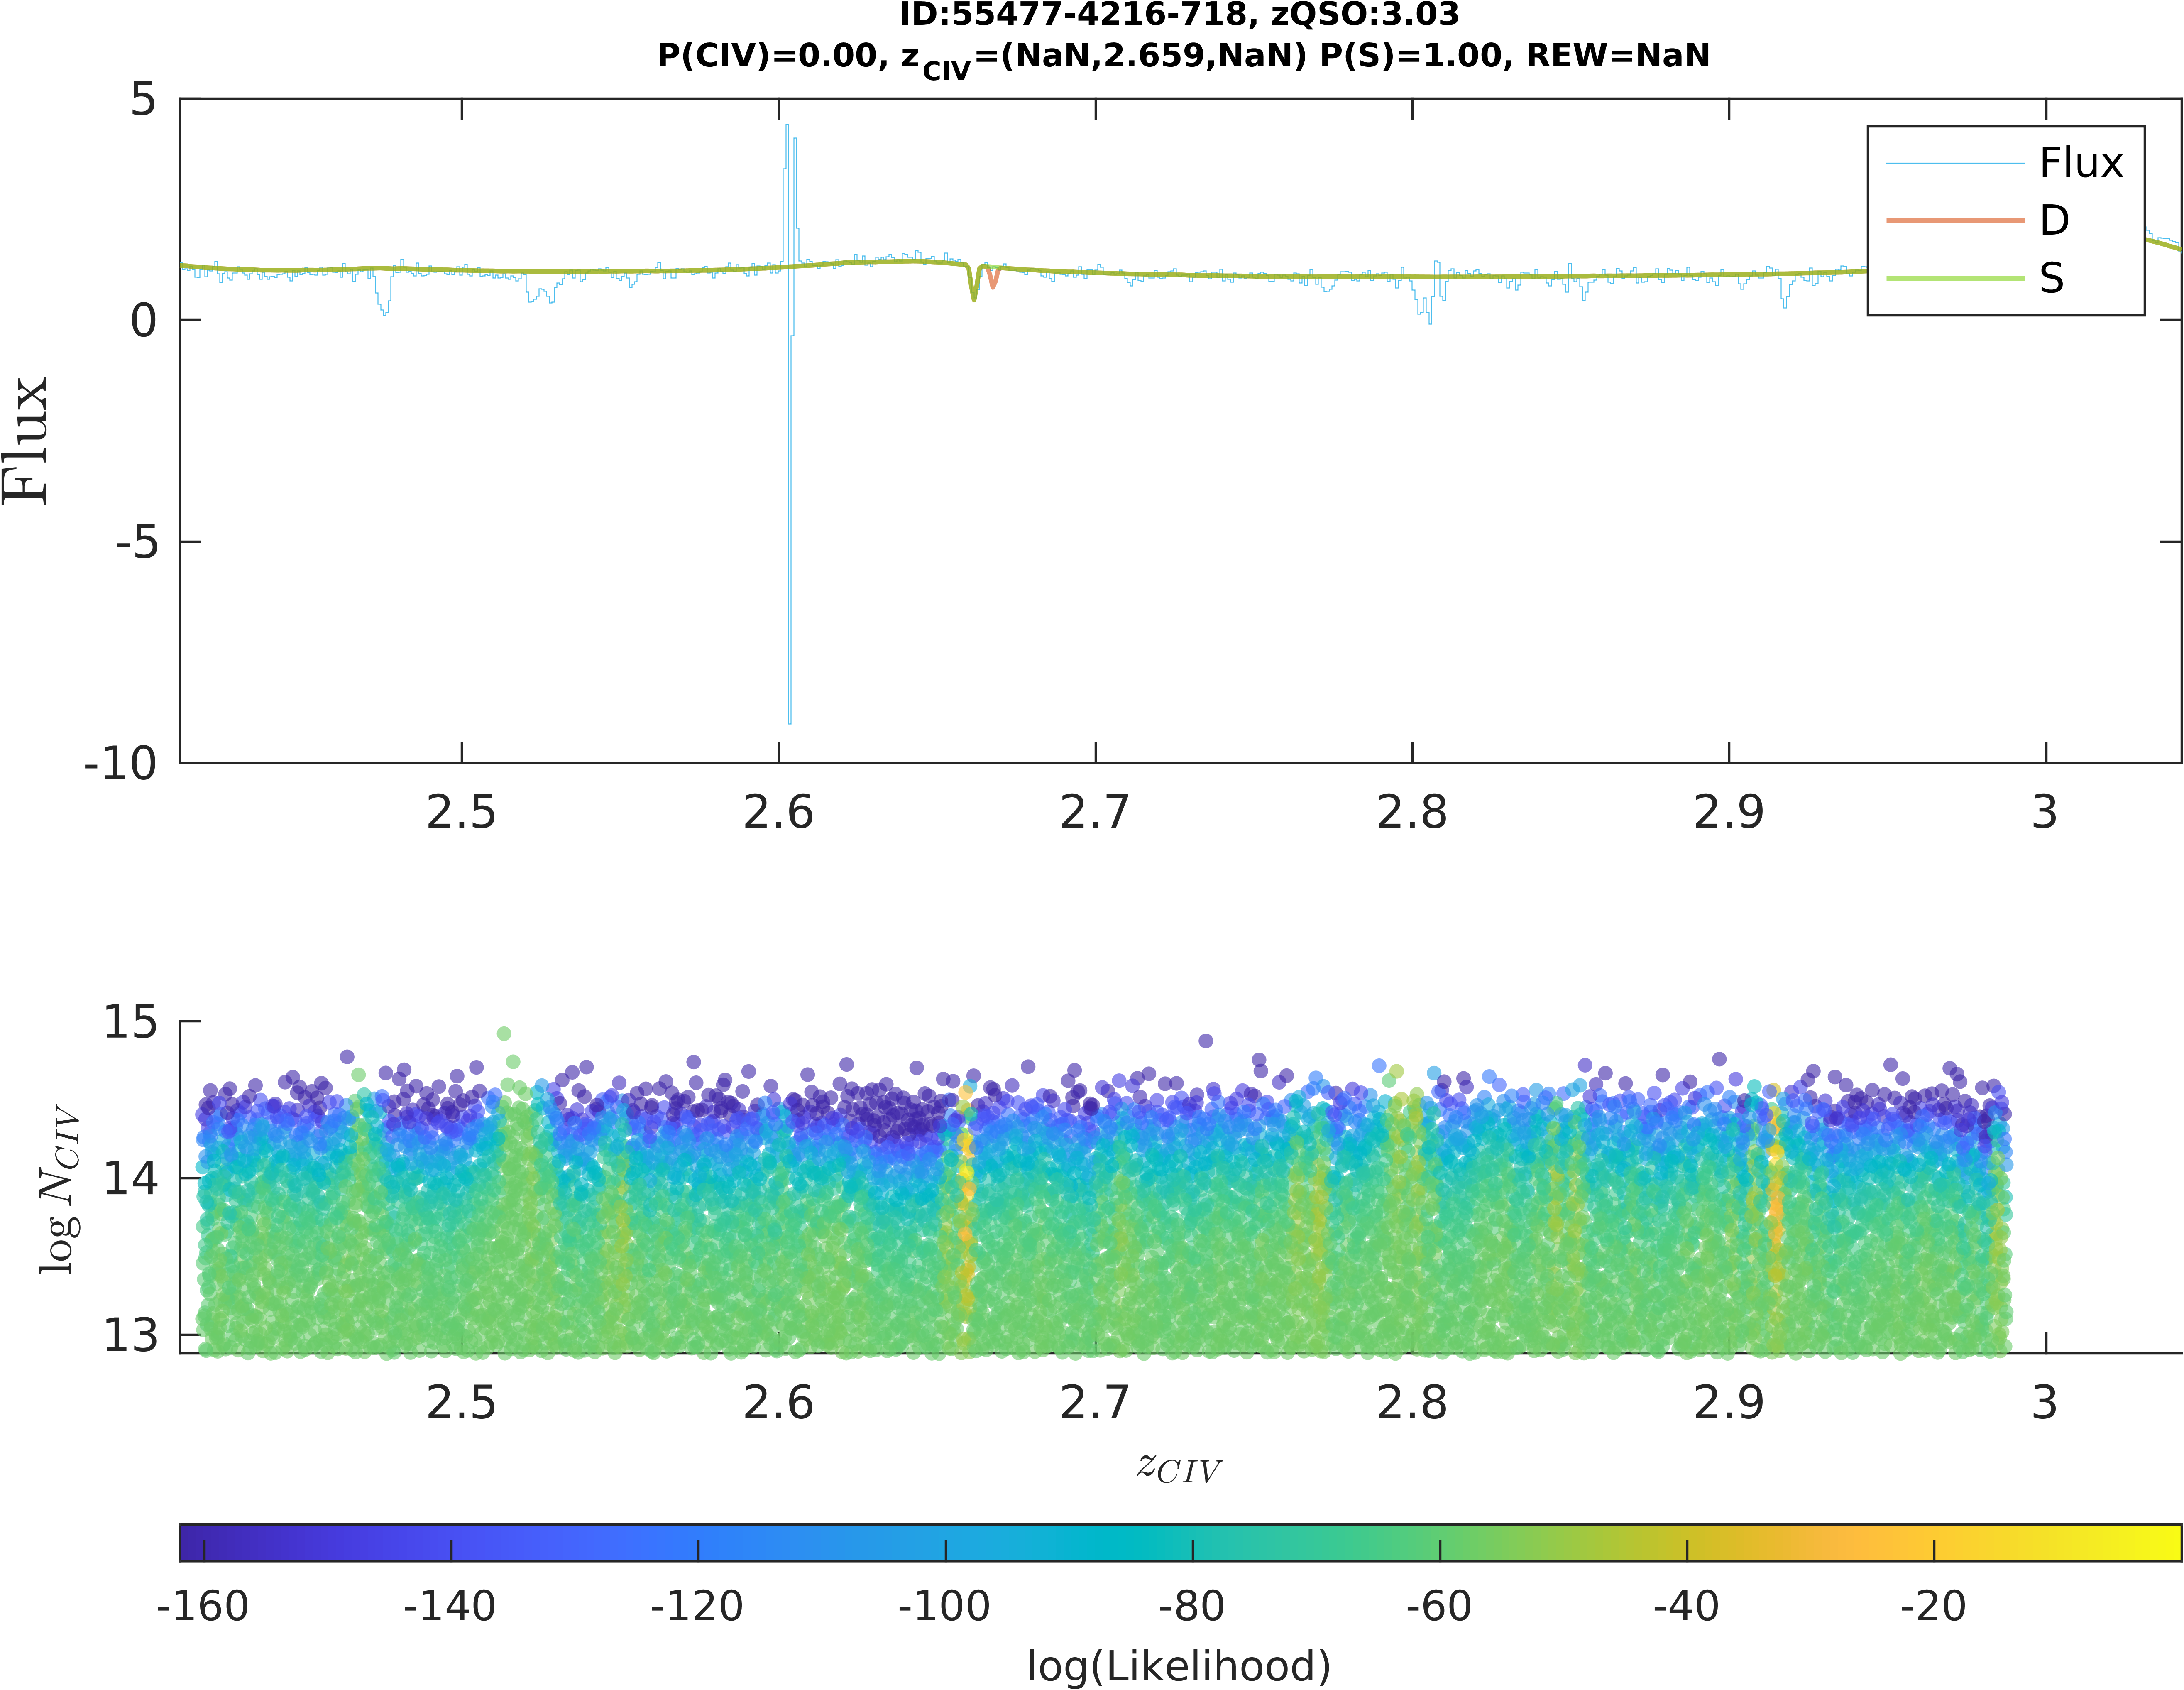 ID:55477-4216-718, zQSO:3.03
P(CIV)=0.00, z_CIV=(NaN,2.659,NaN) P(S)=1.00, REW=NaN
5
0
-5
-10
Flux
Flux
D
S
2.5 2.6 2.7 2.8 2.9 3
15
14
13
log N_CIV
2.5 2.6 2.7 2.8 2.9 3
z_CIV
-160 -140 -120 -100 -80 -60 -40 -20
log(Likelihood)